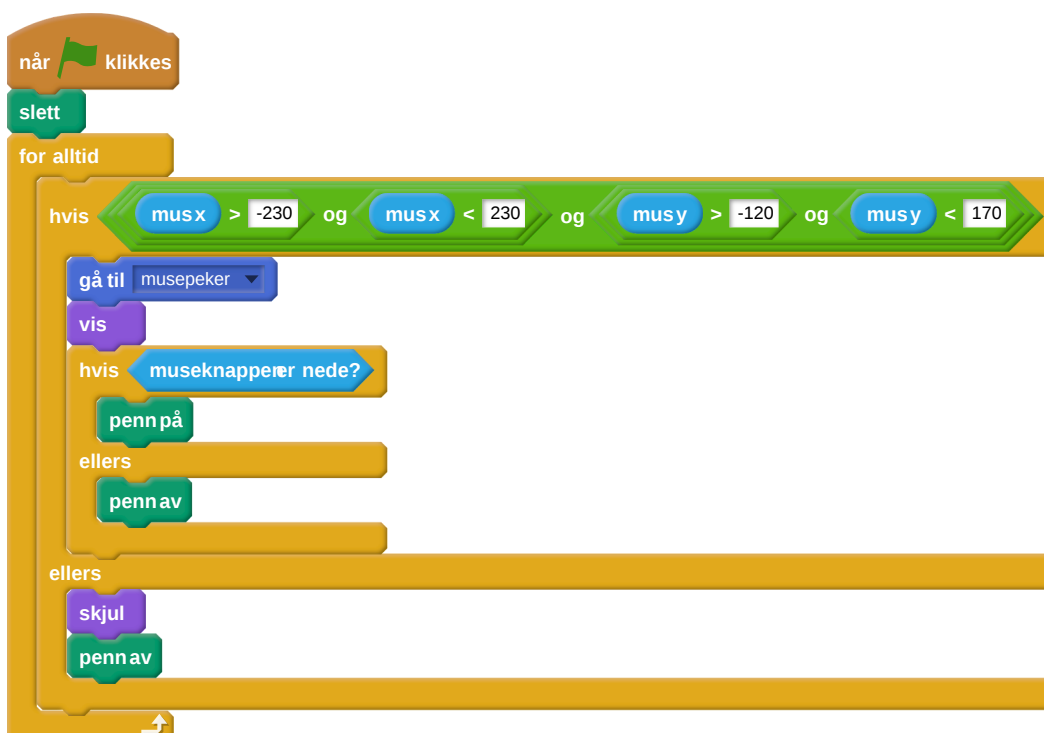 når klikkes
slett
for alltid
hvis mus x > -230 og mus x < 230 og mus y > -120 og mus y < 170
gå til musepeker
vis
hvis museknappen er nede?
penn på
ellers
penn av
ellers
skjul
penn av